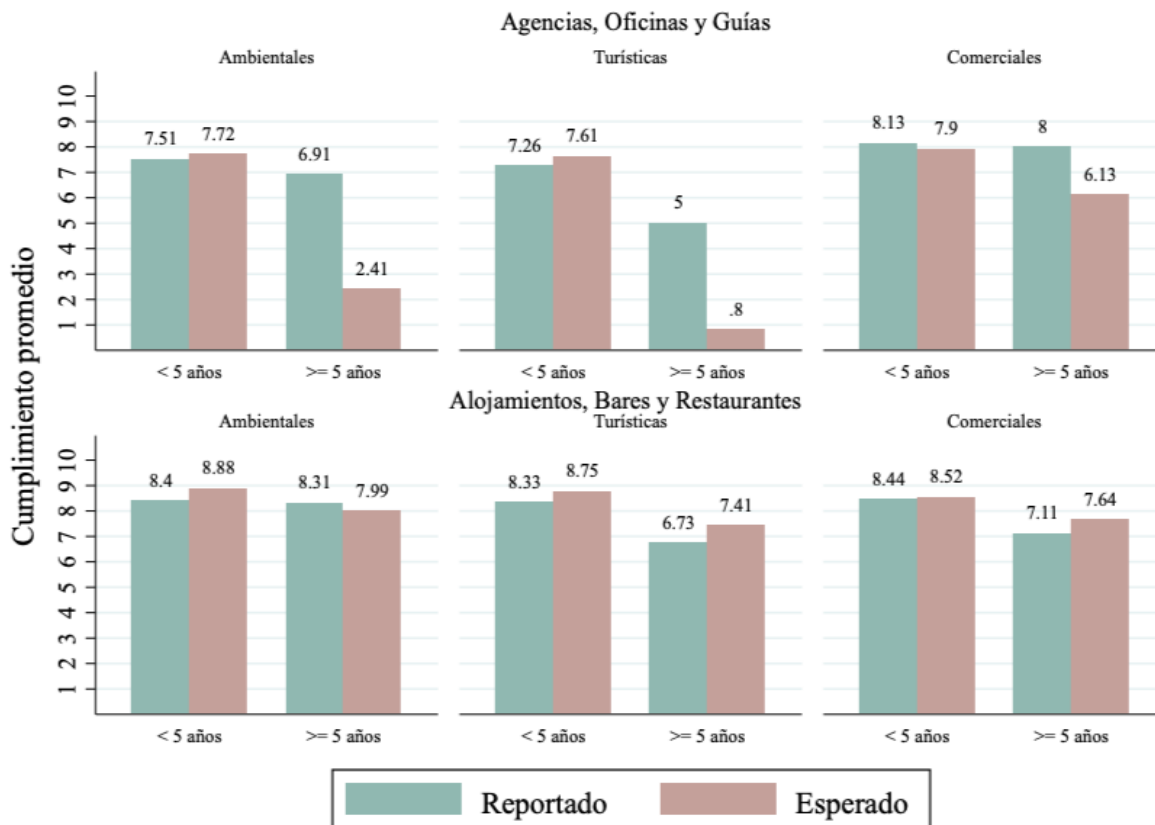 Agencias, Oficinas y Guías
Ambientales Turísticas Comerciales
Cumplimiento promedio
10
9
8
7
6
5
4
3
2
1
7.51 7.72 6.91 2.41
7.26 7.61 5 .8
8.13 7.9 8 6.13
< 5 años >= 5 años < 5 años >= 5 años < 5 años >= 5 años
Alojamientos, Bares y Restaurantes
Ambientales Turísticas Comerciales
10
9
8
7
6
5
4
3
2
1
8.4 8.88 8.31 7.99
8.33 8.75 6.73 7.41
8.44 8.52 7.11 7.64
< 5 años >= 5 años < 5 años >= 5 años < 5 años >= 5 años
Reportado Esperado